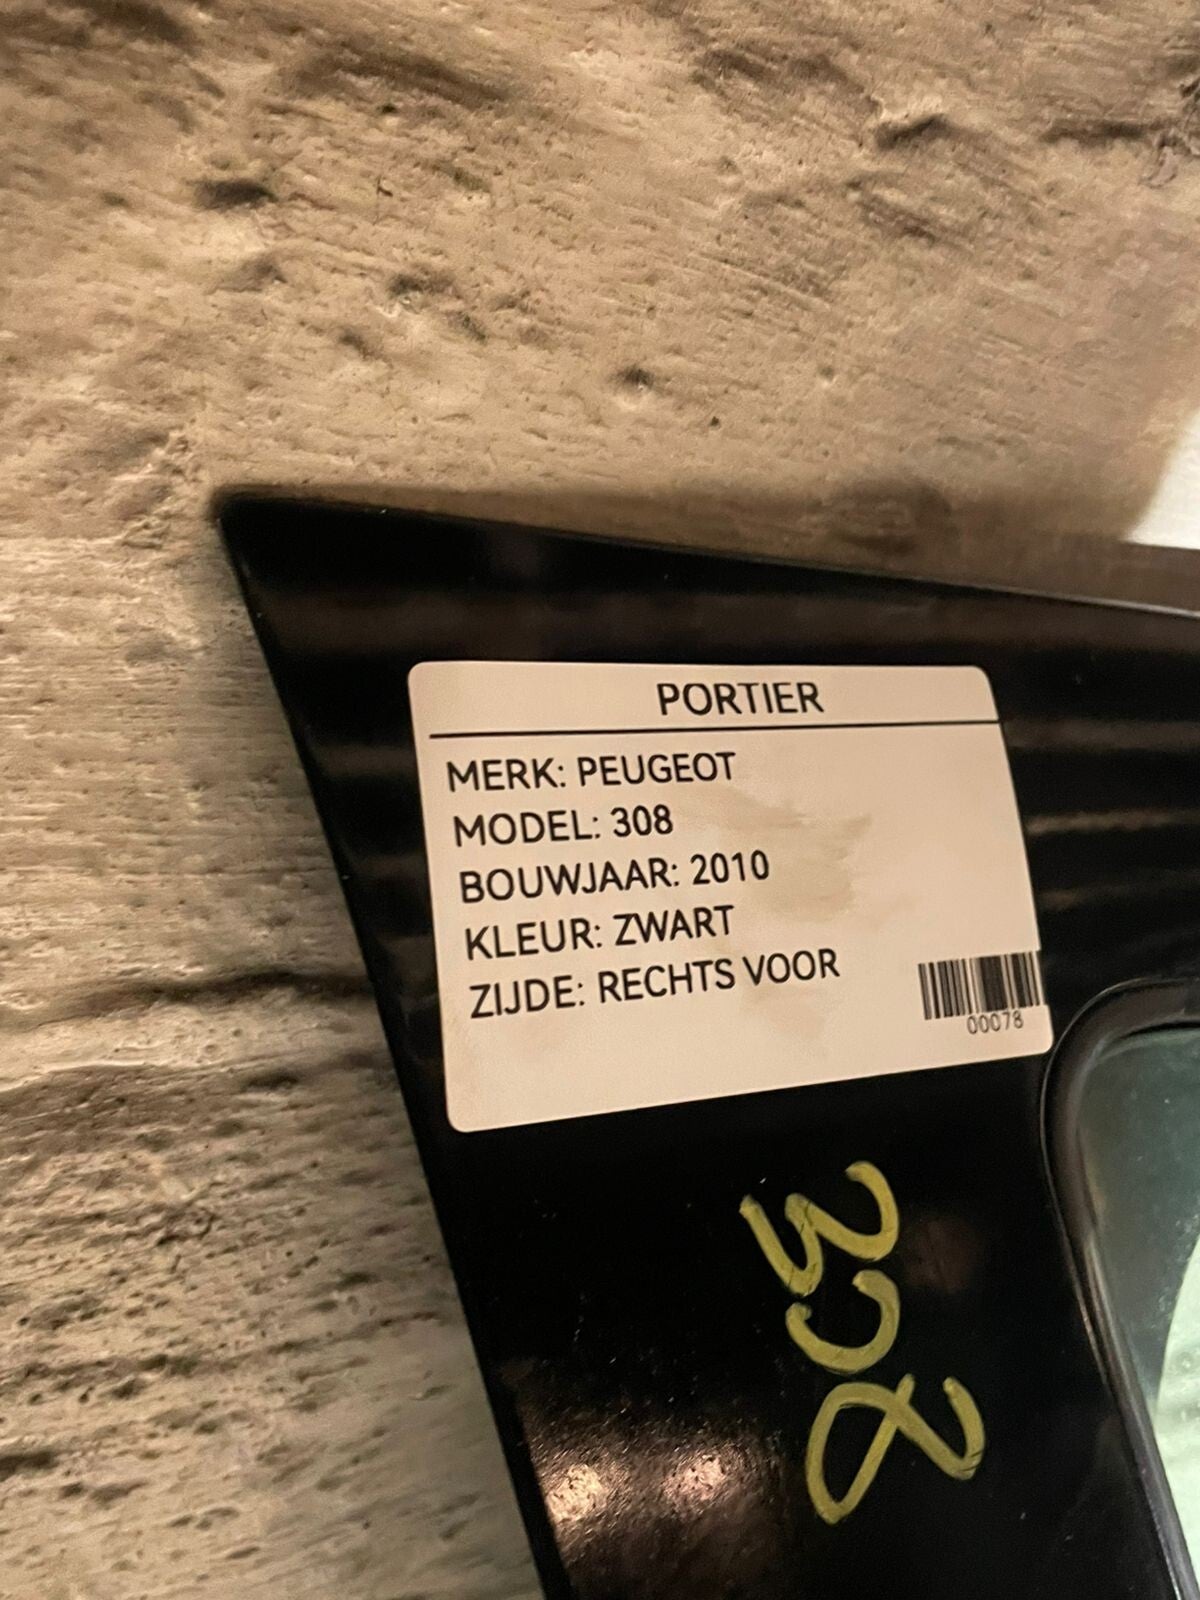 PORTIER
MERK: PEUGEOT
MODEL: 308
BOUWJAAR: 2010
KLEUR: ZWART
ZIJDE: RECHTS VOOR
00078
308